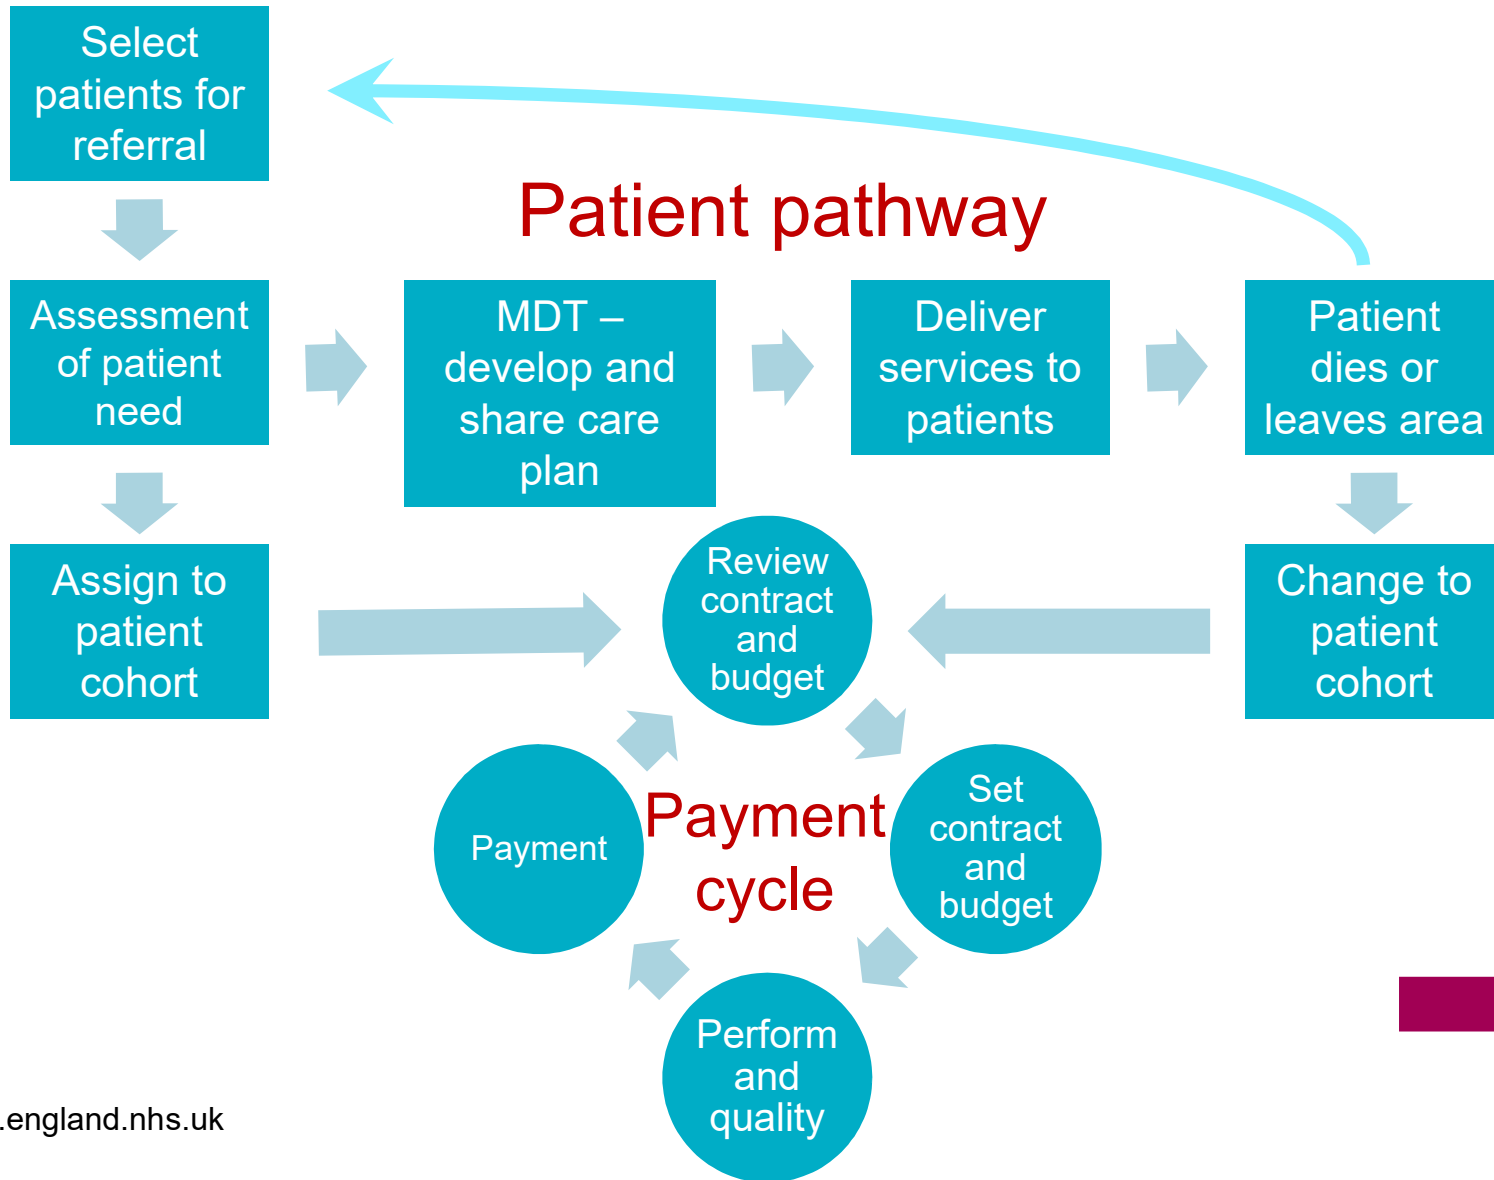 Select
patients for
referral
Patient pathway
Assessment
of patient
need
MDT –
develop and
share care
plan
Deliver
services to
patients
Patient
dies or
leaves area
Assign to
patient
cohort
Review
contract
and
budget
Change to
patient
cohort
Payment
Payment
cycle
Set
contract
and
budget
Perform
and
quality
.england.nhs.uk